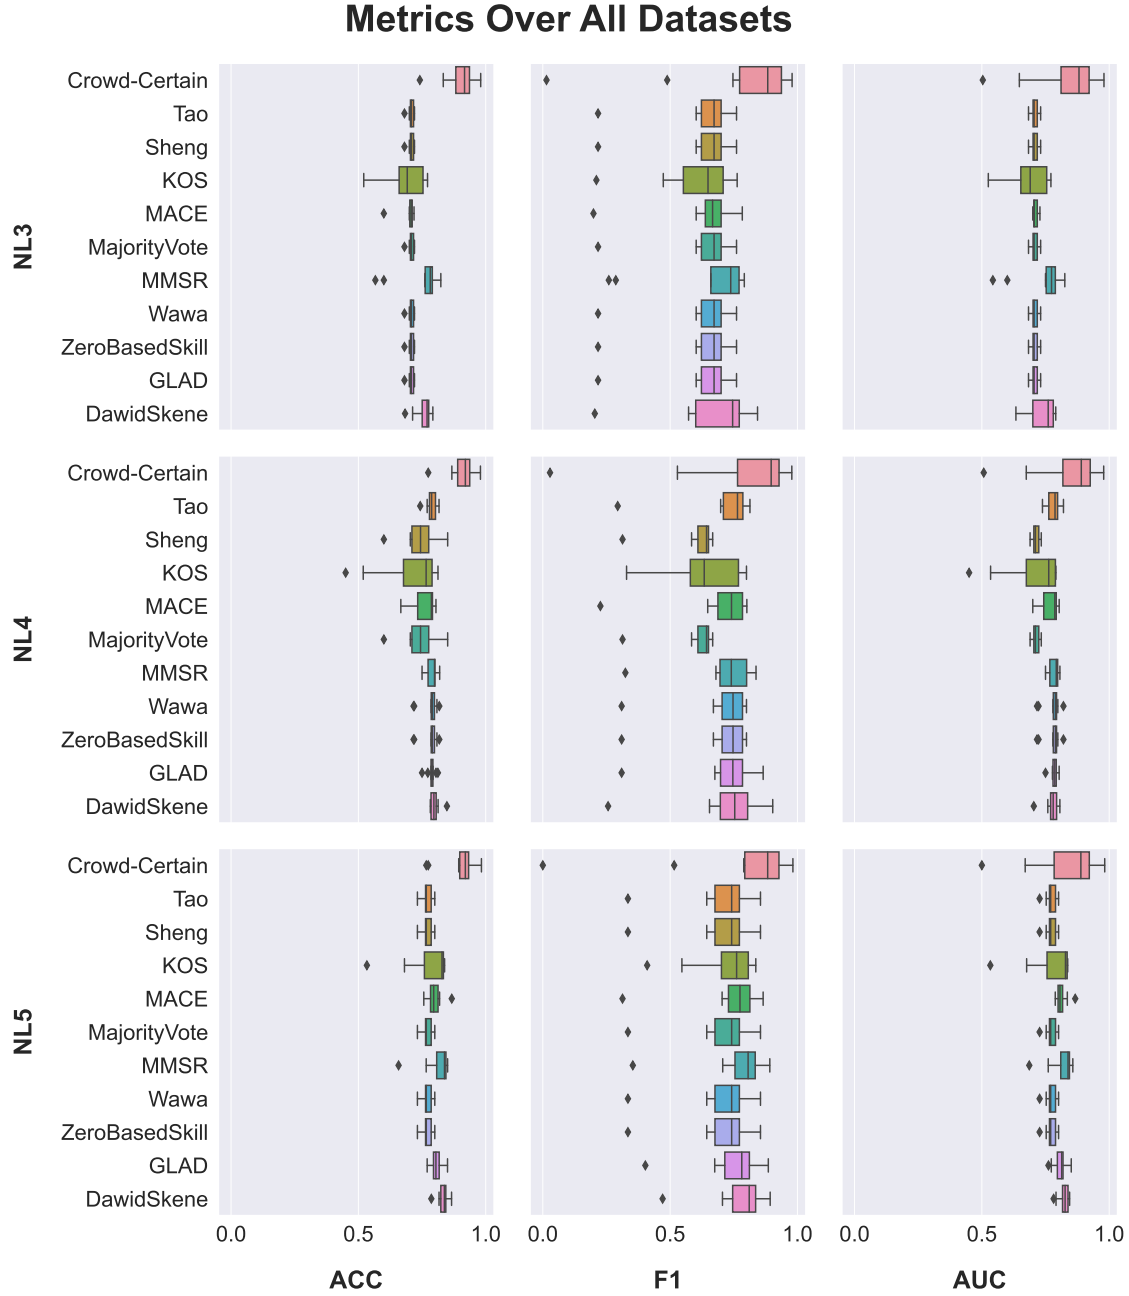 Metrics Over All Datasets
NL3
Crowd-Certain
Tao
Sheng
KOS
MACE
MajorityVote
MMSR
Wawa
ZeroBasedSkill
GLAD
DawidSkene
NL4
Crowd-Certain
Tao
Sheng
KOS
MACE
MajorityVote
MMSR
Wawa
ZeroBasedSkill
GLAD
DawidSkene
NL5
Crowd-Certain
Tao
Sheng
KOS
MACE
MajorityVote
MMSR
Wawa
ZeroBasedSkill
GLAD
DawidSkene
0.0 0.5 1.0 0.0 0.5 1.0 0.0 0.5 1.0
ACC F1 AUC